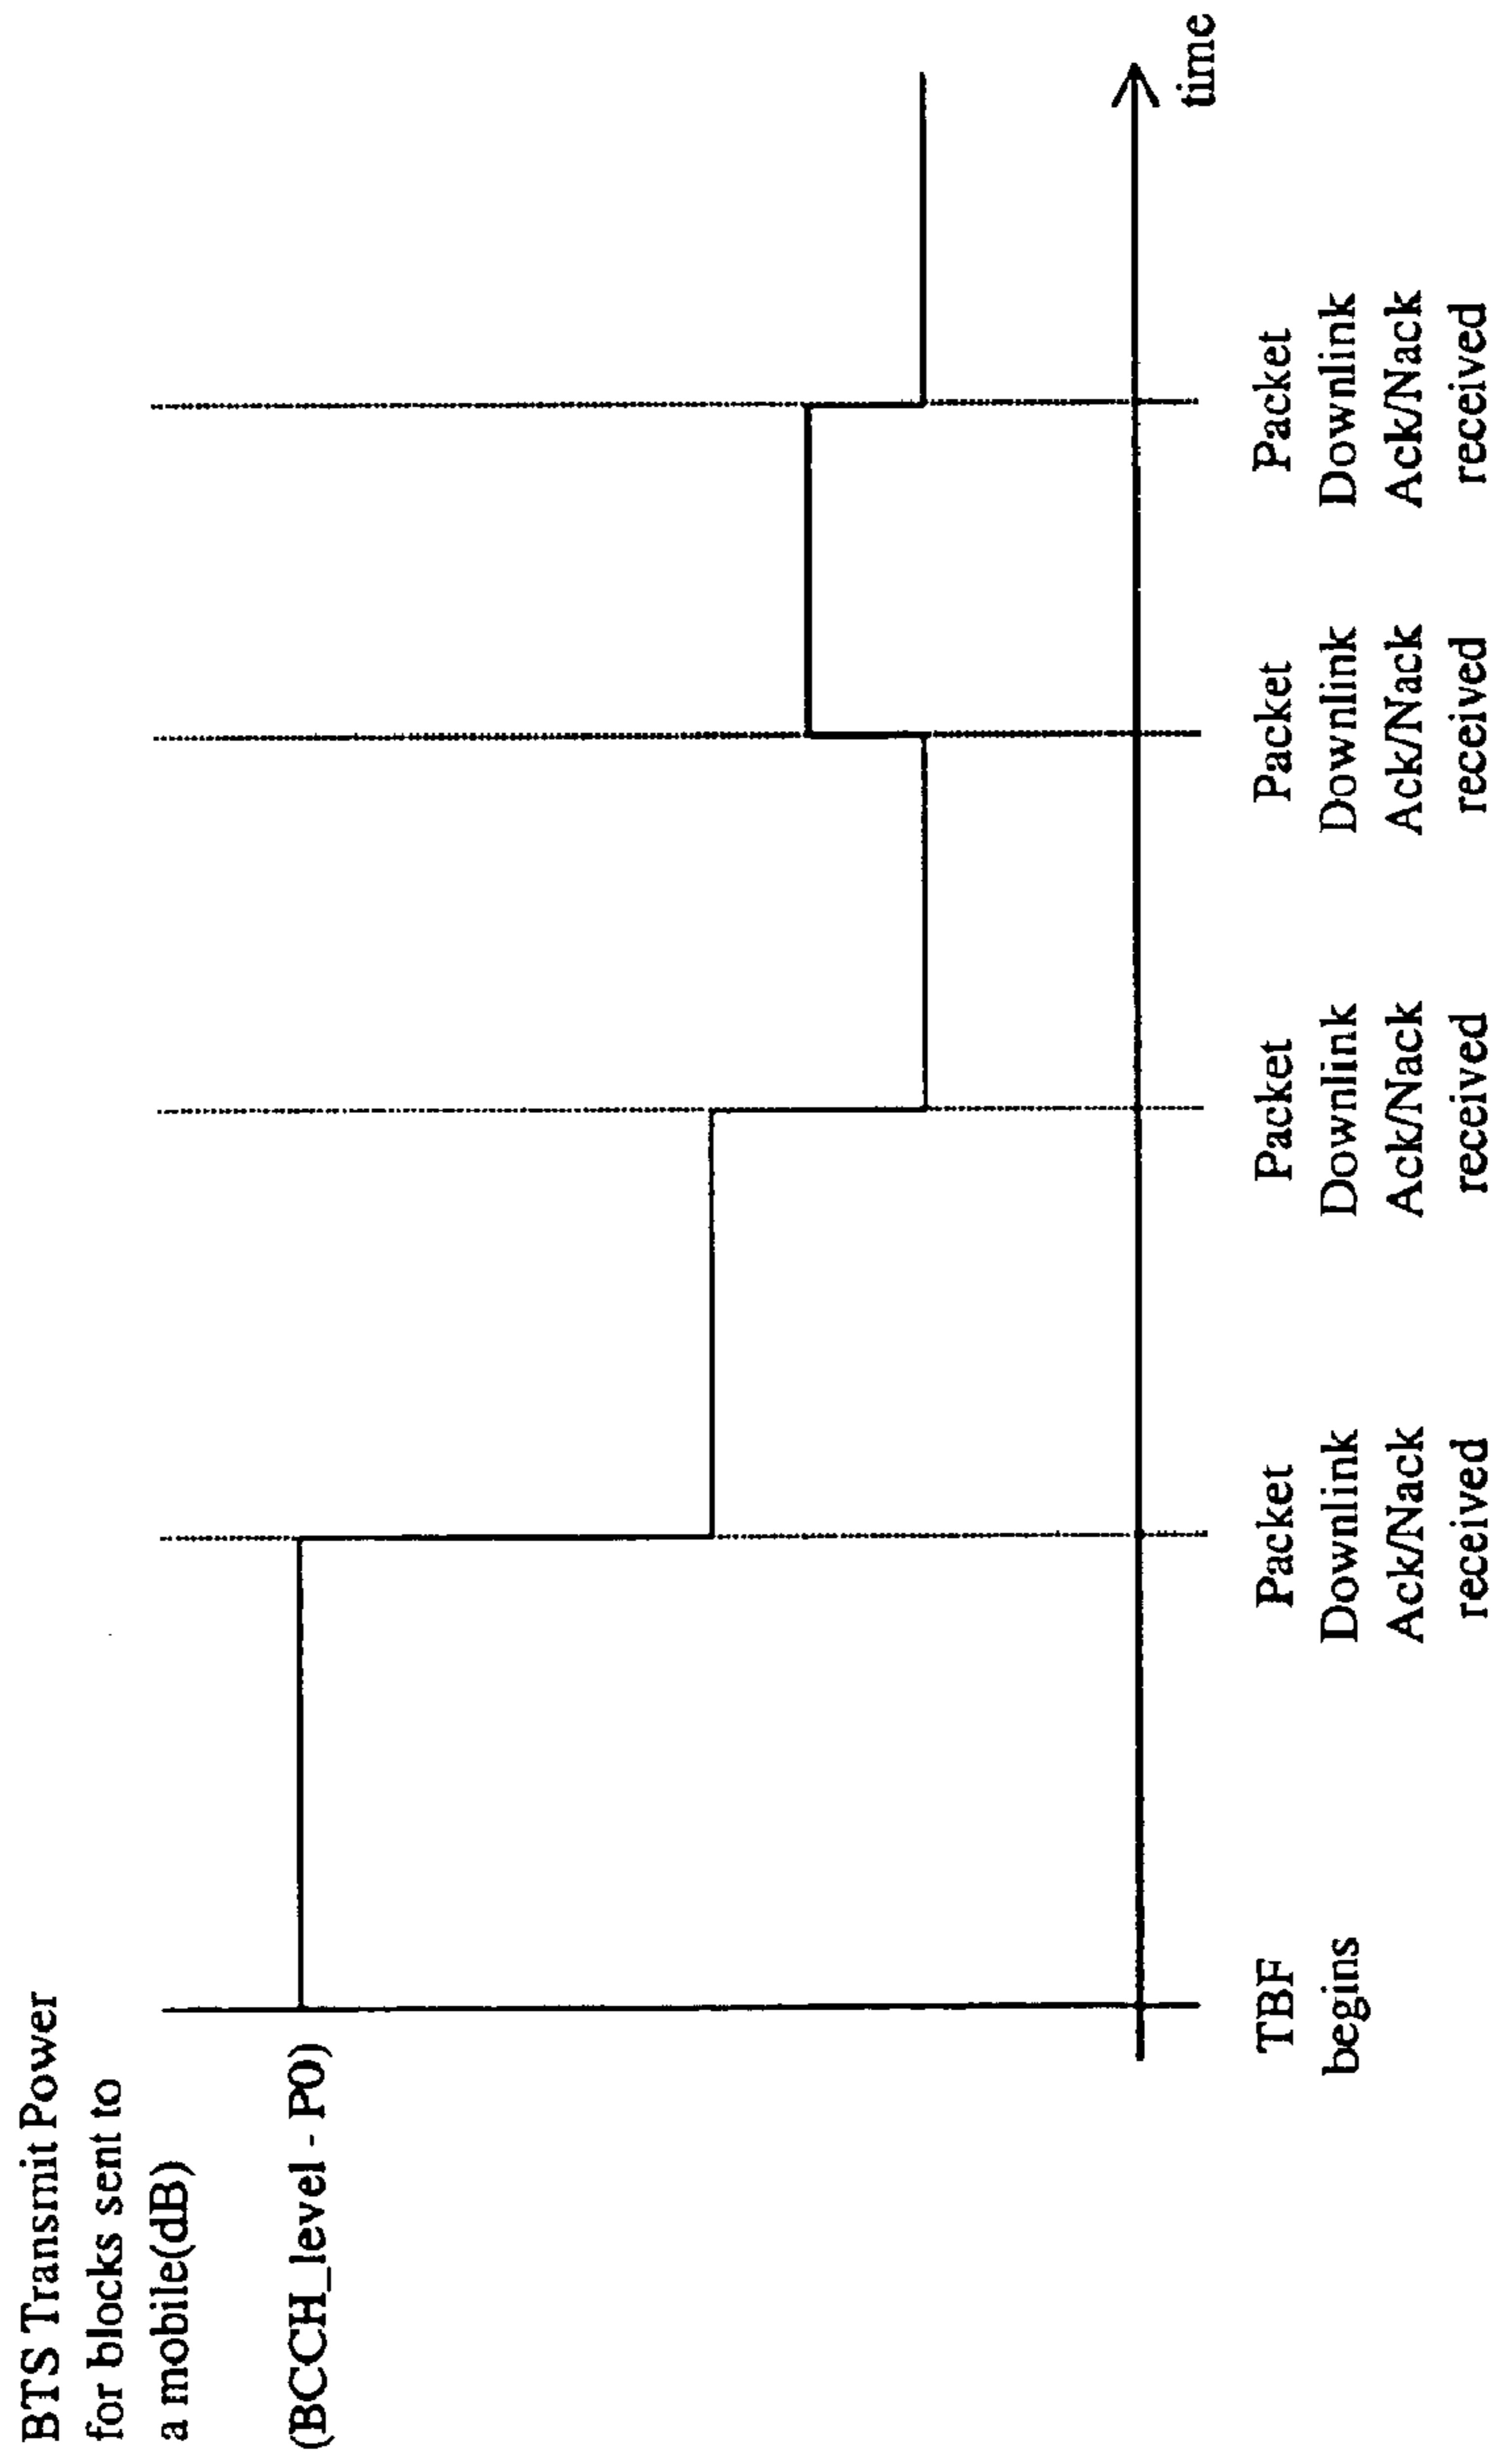 BTS Transmit Power
for blocks sent to
a mobile(dB)
(BCCH_level - P0)
TBF
begins
Packet
Downlink
Ack/Nack
received
Packet
Downlink
Ack/Nack
received
Packet
Downlink
Ack/Nack
received
Packet
Downlink
Ack/Nack
received
time